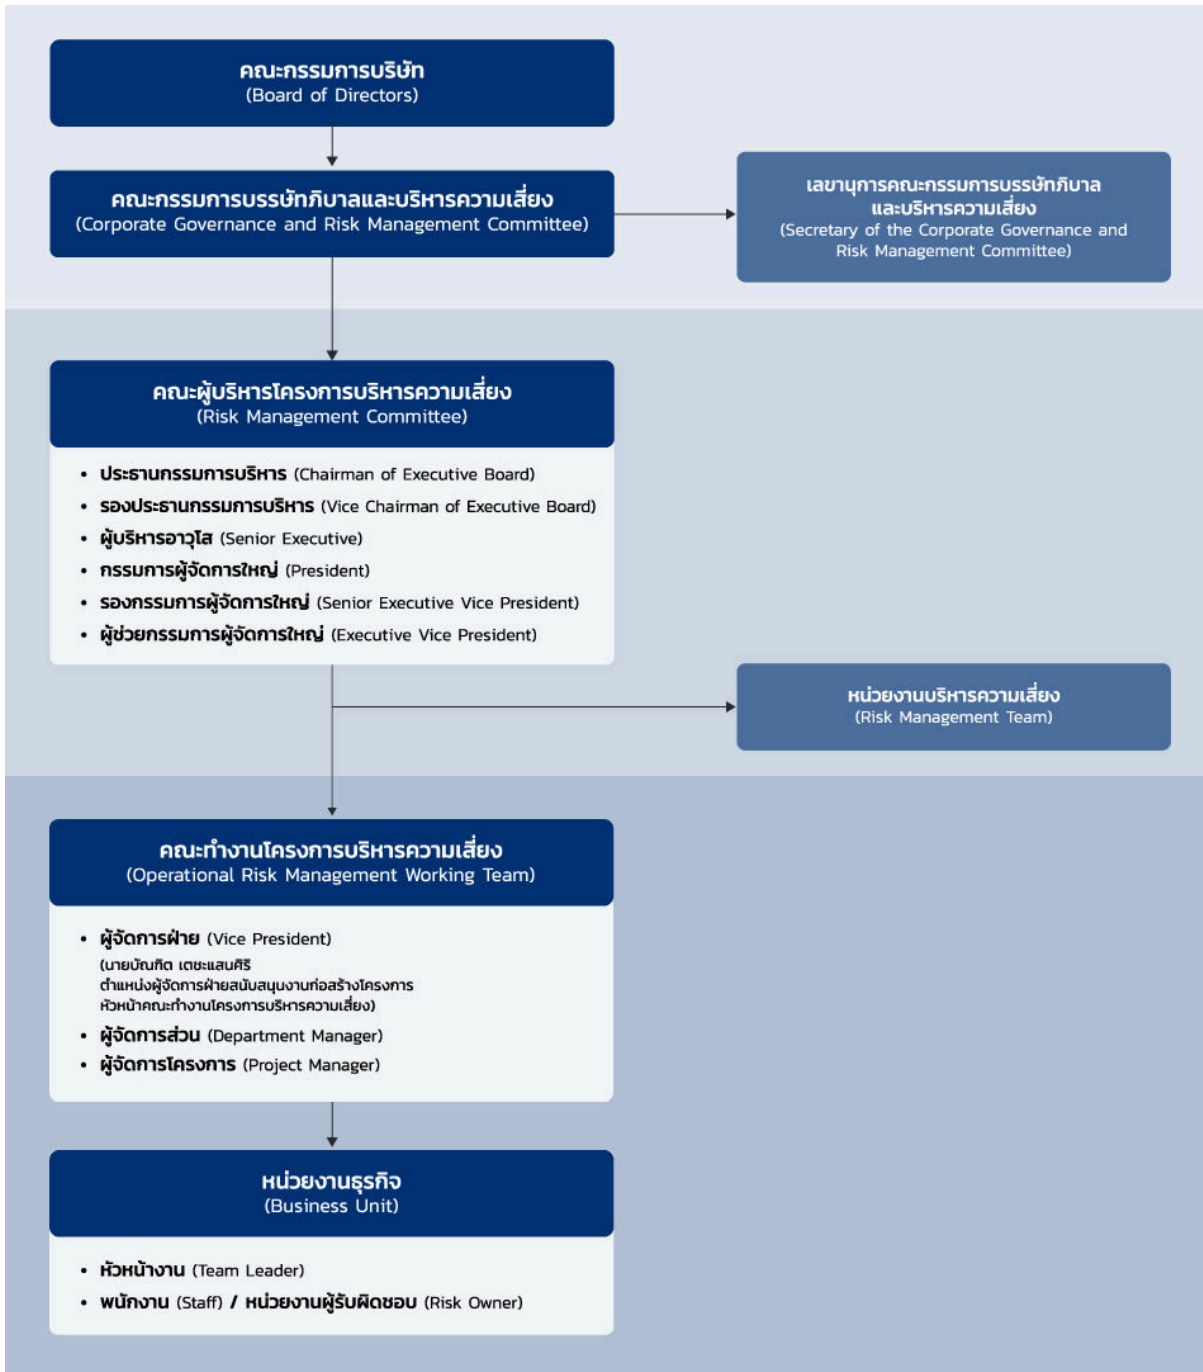 คณะกรรมการบริษัท
(Board of Directors)
คณะกรรมการบรรษัทภิบาลและบริหารความเสี่ยง
(Corporate Governance and Risk Management Committee)
เลขานุการคณะกรรมการบรรษัทภิบาล
และบริหารความเสี่ยง
(Secretary of the Corporate Governance and
Risk Management Committee)
คณะผู้บริหารโครงการบริหารความเสี่ยง
(Risk Management Committee)
• ประธานกรรมการบริหาร (Chairman of Executive Board)
• รองประธานกรรมการบริหาร (Vice Chairman of Executive Board)
• ผู้บริหารอาวุโส (Senior Executive)
• กรรมการผู้จัดการใหญ่ (President)
• รองกรรมการผู้จัดการใหญ่ (Senior Executive Vice President)
• ผู้ช่วยกรรมการผู้จัดการใหญ่ (Executive Vice President)
หน่วยงานบริหารความเสี่ยง
(Risk Management Team)
คณะทำงานโครงการบริหารความเสี่ยง
(Operational Risk Management Working Team)
• ผู้จัดการฝ่าย (Vice President)
(นายบัณฑิต เตชะแสนศิริ
ตำแหน่งผู้จัดการฝ่ายสนับสนุนงานก่อสร้างโครงการ
หัวหน้าคณะทำงานโครงการบริหารความเสี่ยง)
• ผู้จัดการส่วน (Department Manager)
• ผู้จัดการโครงการ (Project Manager)
หน่วยงานธุรกิจ
(Business Unit)
• หัวหน้างาน (Team Leader)
• พนักงาน (Staff) / หน่วยงานผู้รับผิดชอบ (Risk Owner)